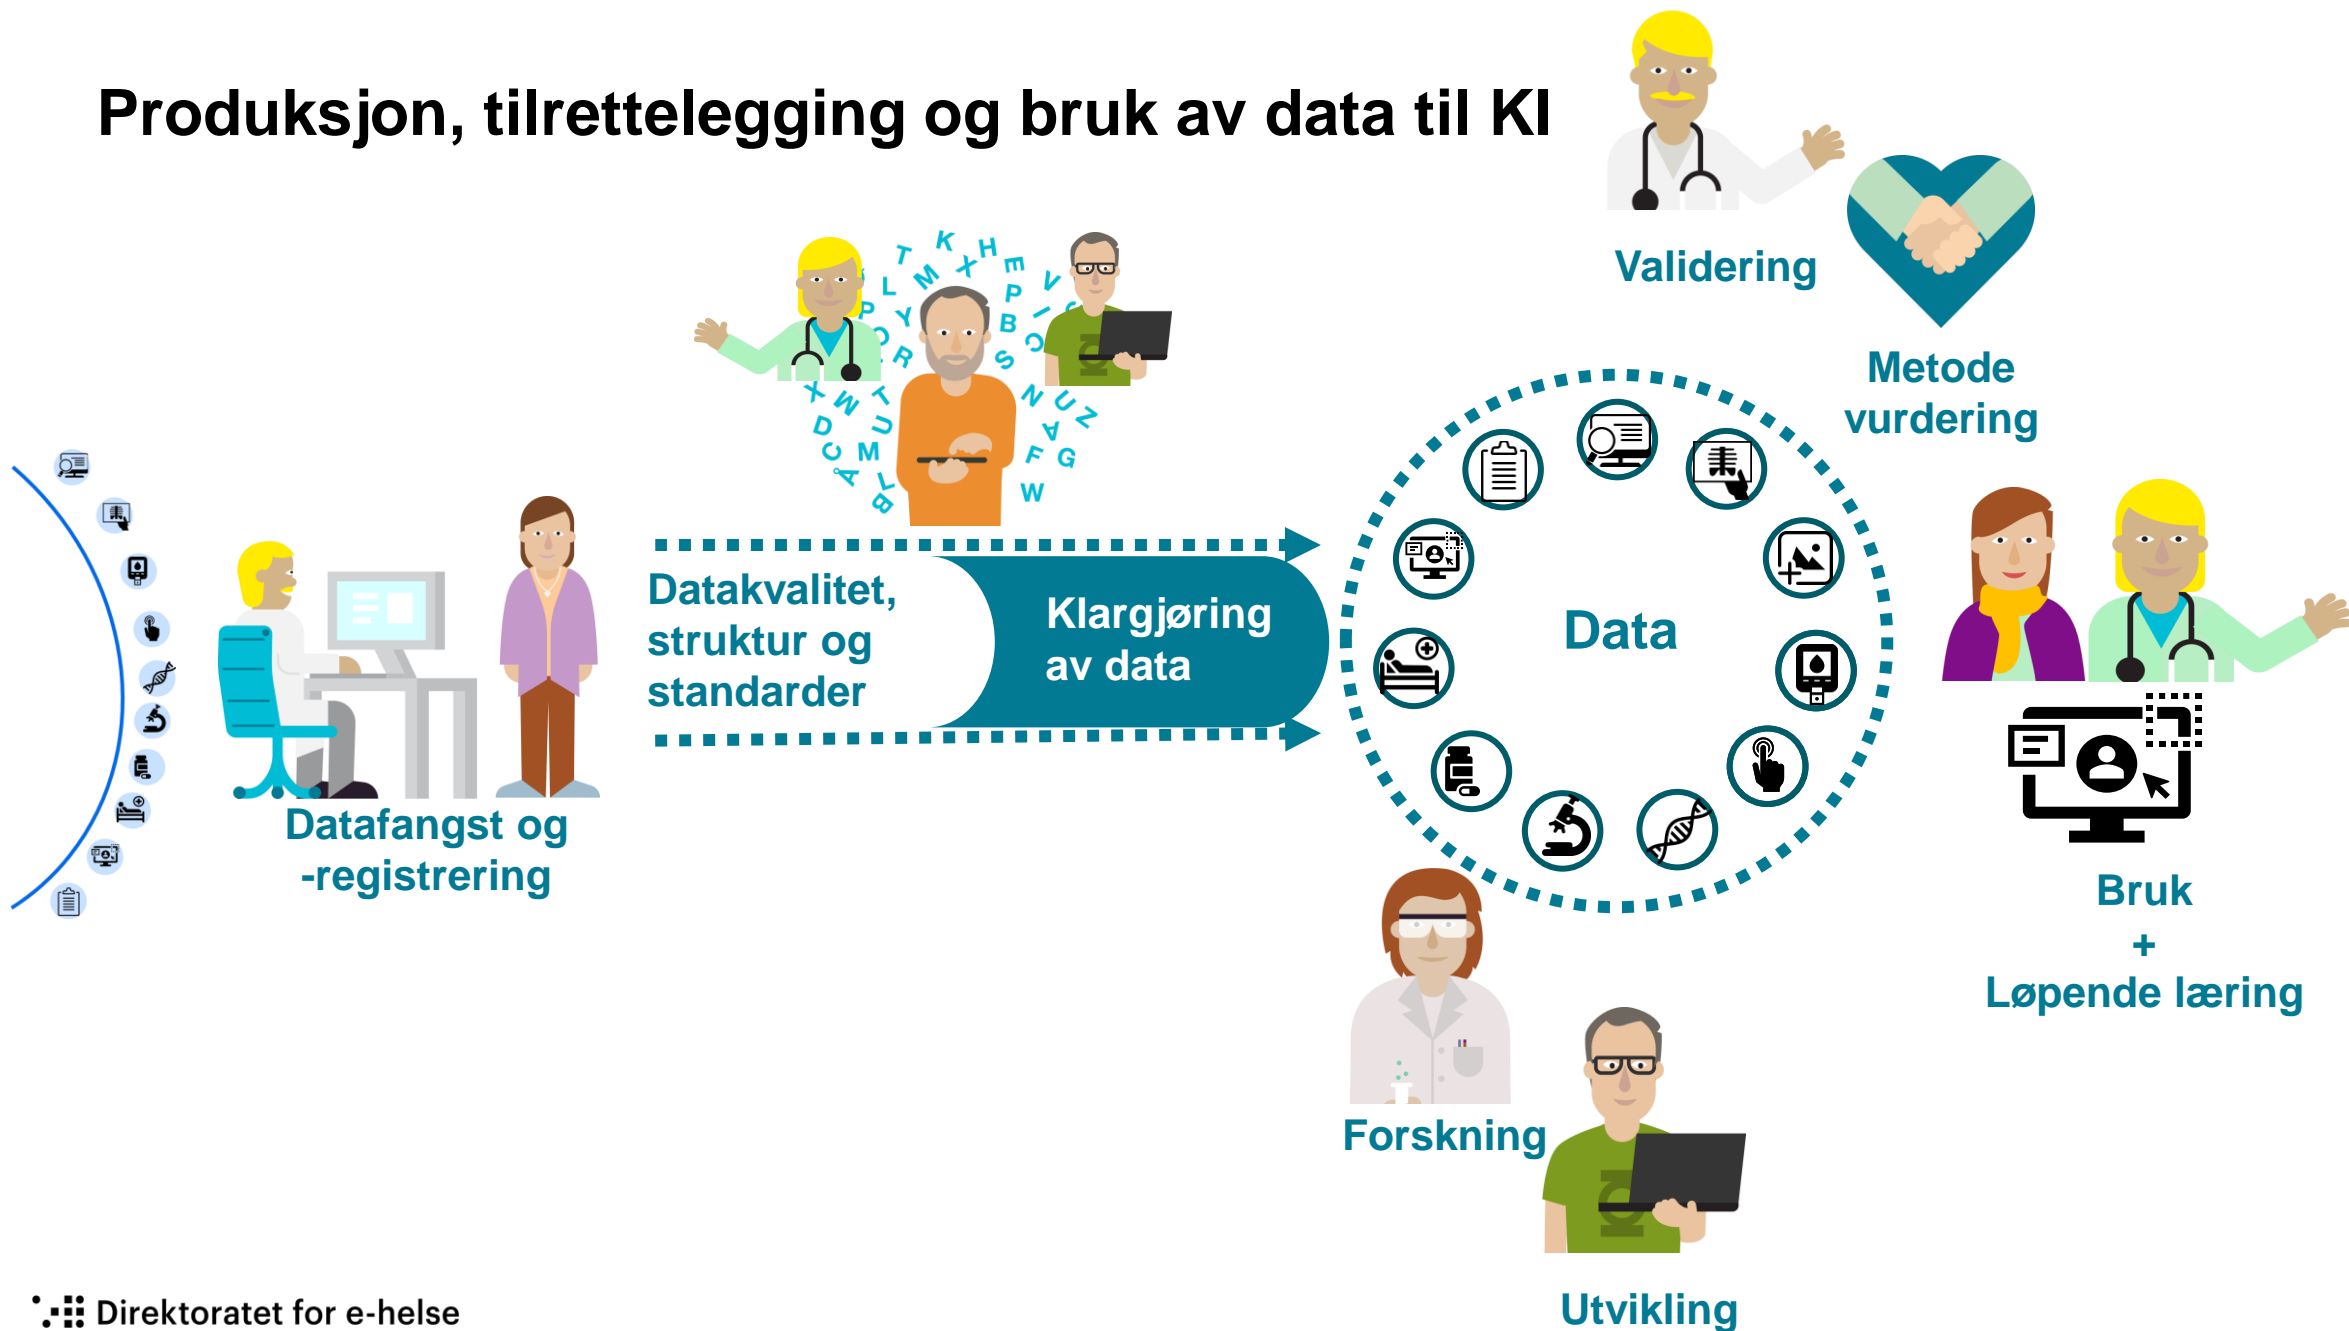 Produksjon, tilrettelegging og bruk av data til KI
Validering
Metode
vurdering
Datakvalitet,
struktur og
standarder
Klargjøring
av data
Data
Datafangst og
-registrering
Bruk
+
Løpende læring
Forskning
Utvikling
Direktoratet for e-helse